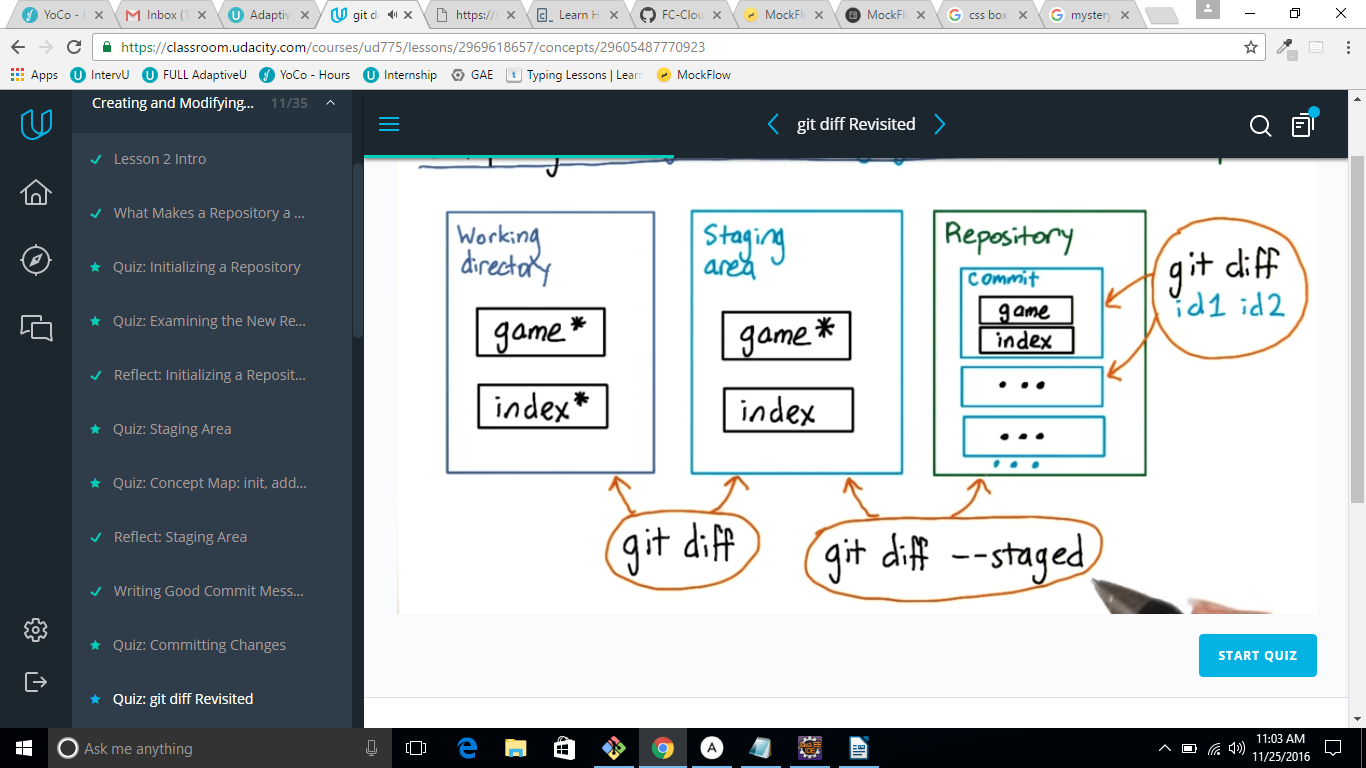 YoCo -
Inbox (1
Adaptiv
git di
https://
Learn H
FC-Clou
MockFl
MockFl
css box
mystery
https://classroom.udacity.com/courses/ud775/lessons/2969618657/concepts/29605487770923
Apps
IntervU
FULL AdaptiveU
YoCo - Hours
Internship
GAE
Typing Lessons | Lear
MockFlow
Creating and Modifying... 11/35
Lesson 2 Intro
What Makes a Repository a ...
Quiz: Initializing a Repository
Quiz: Examining the New Re...
Reflect: Initializing a Reposit...
Quiz: Staging Area
Quiz: Concept Map: init, add...
Reflect: Staging Area
Writing Good Commit Mess...
Quiz: Committing Changes
Quiz: git diff Revisited
git diff Revisited
Working
directory
game*
index*
Staging
area
game*
index
Repository
Commit
game
index
git diff
id1 id2
git diff
git diff --staged
START QUIZ
Ask me anything
11:03 AM
11/25/2016